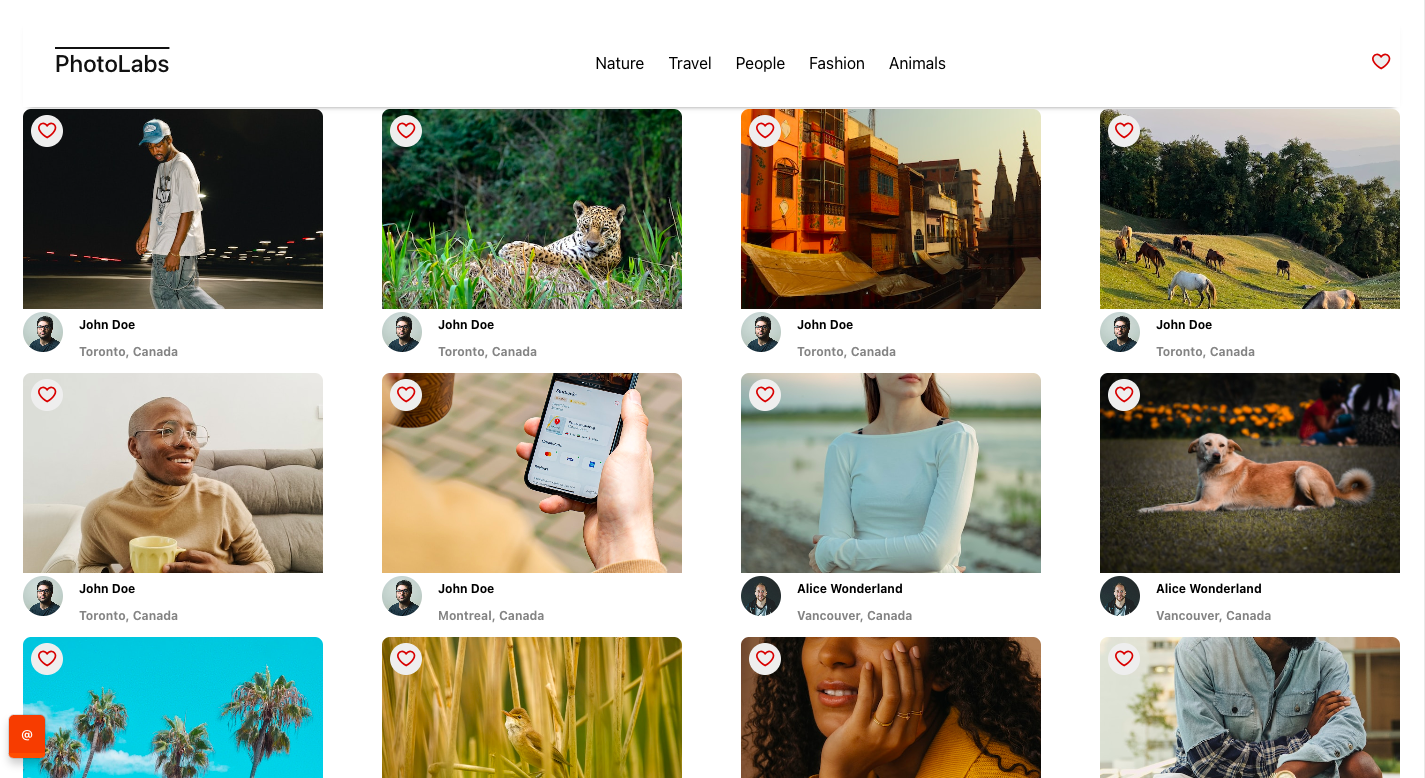 PhotoLabs
Nature Travel People Fashion Animals
John Doe
Toronto, Canada
John Doe
Toronto, Canada
John Doe
Toronto, Canada
John Doe
Toronto, Canada
John Doe
Toronto, Canada
John Doe
Montreal, Canada
Alice Wonderland
Vancouver, Canada
Alice Wonderland
Vancouver, Canada
@